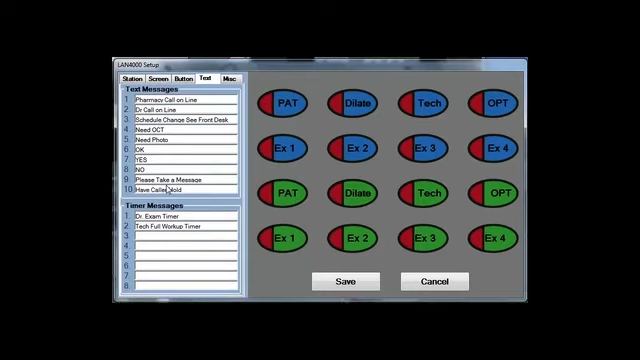 LAN4000 Setup
Station Screen Button Text Misc
Text Messages
1 Pharmacy Call on Line
2 Dr Call on Line
3 Schedule Change See Front Desk
4 Need OCT
5 Need Photo
6 OK
7 YES
8 NO
9 Please Take a Message
10 Have Caller Hold
Timer Messages
1 Dr. Exam Timer
2 Tech Full Workup Timer
3
4
5
6
7
8
PAT Dilate Tech OPT
Ex 1 Ex 2 Ex 3 Ex 4
PAT Dilate Tech OPT
Ex 1 Ex 2 Ex 3 Ex 4
Save Cancel